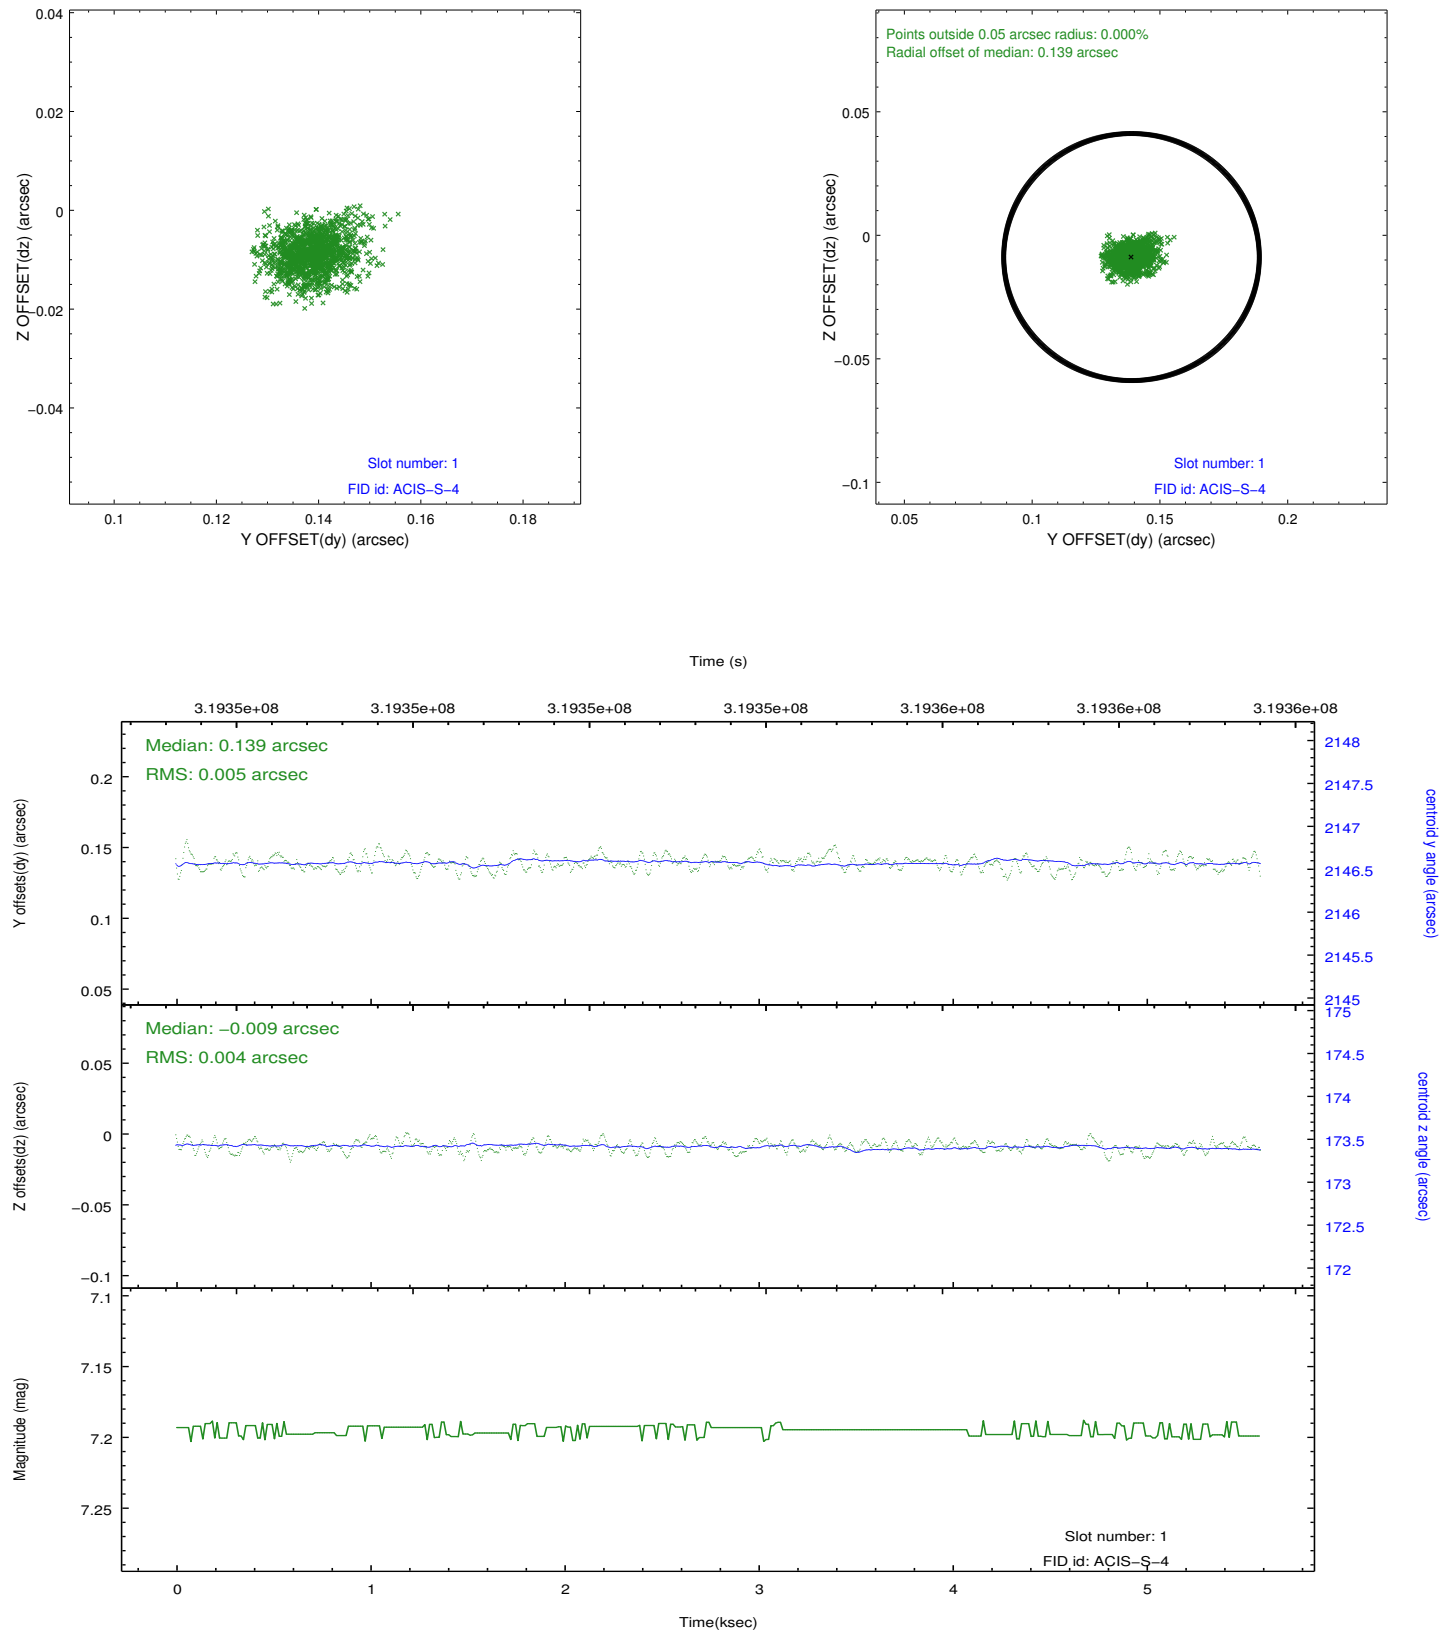 0.04
0.02
0
−0.02
−0.04
Z OFFSET(dz) (arcsec)
Slot number: 1
FID id: ACIS−S−4
0.1 0.12 0.14 0.16 0.18
Y OFFSET(dy) (arcsec)
Points outside 0.05 arcsec radius: 0.000%
Radial offset of median: 0.139 arcsec
0.05
0
−0.05
−0.1
Z OFFSET(dz) (arcsec)
Slot number: 1
FID id: ACIS−S−4
0.05 0.1 0.15 0.2
Y OFFSET(dy) (arcsec)
Time (s)
3.1935e+08 3.1935e+08 3.1935e+08 3.1935e+08 3.1936e+08 3.1936e+08 3.1936e+08
Median: 0.139 arcsec
RMS: 0.005 arcsec
0.2
0.15
0.1
0.05
Y offsets(dy) (arcsec)
2148
2147.5
2147
2146.5
2146
2145.5
2145
centroid y angle (arcsec)
Median: −0.009 arcsec
RMS: 0.004 arcsec
0.05
0
−0.05
−0.1
Z offsets(dz) (arcsec)
175
174.5
174
173.5
173
172.5
172
centroid z angle (arcsec)
7.1
7.15
7.2
7.25
Magnitude (mag)
Slot number: 1
FID id: ACIS−S−4
0 1 2 3 4 5
Time(ksec)